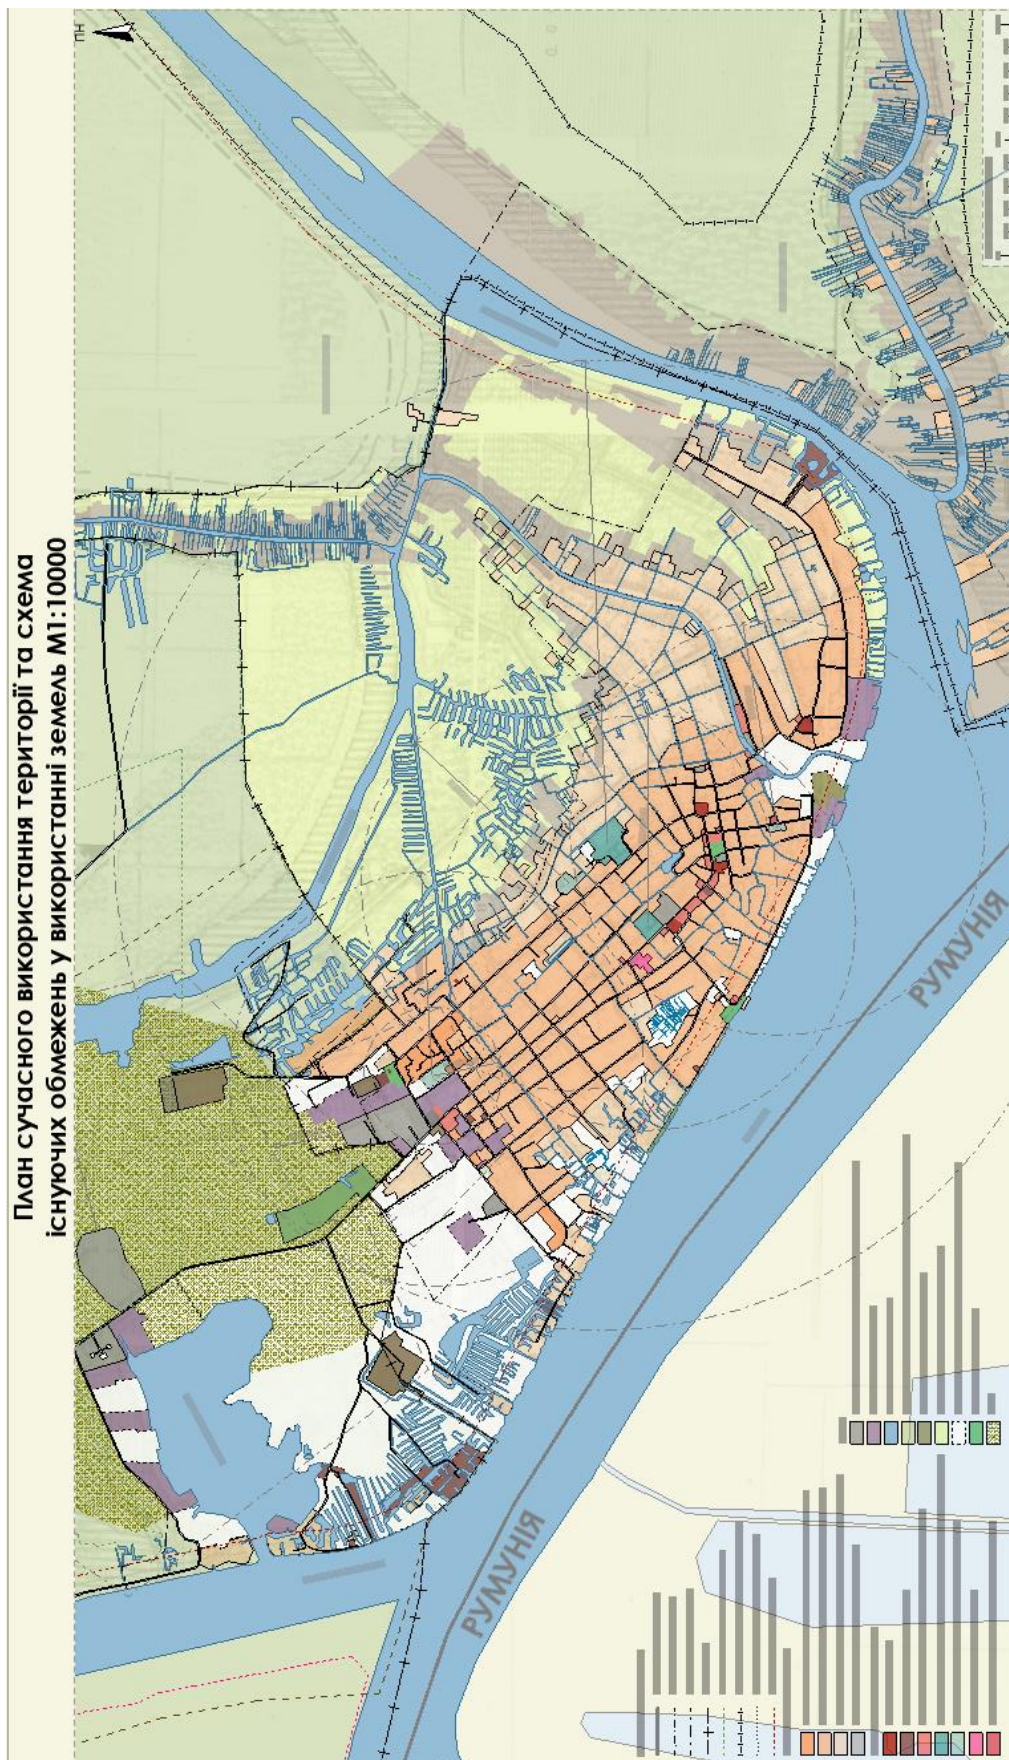 План сучасного використання території та схема
існуючих обмежень у використанні земель М1:10000
РУМУНІЯ
РУМУНІЯ